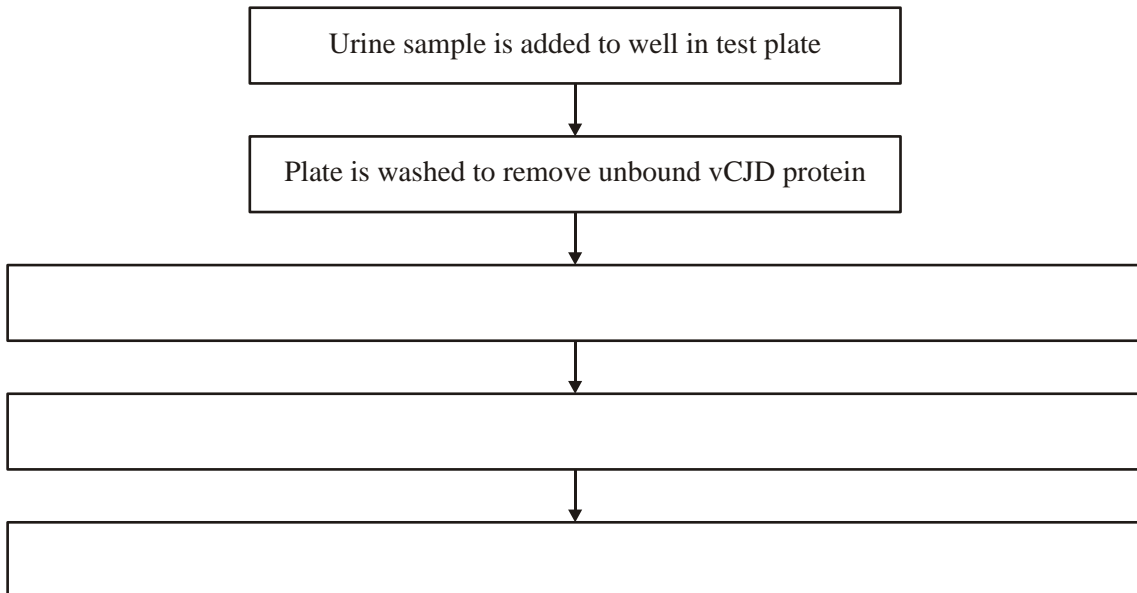 Urine sample is added to well in test plate
Plate is washed to remove unbound vCJD protein